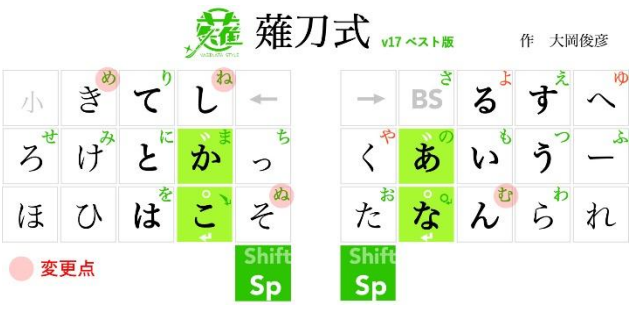 薙刀式 v17 ベスト版 作 大岡俊彦
小 き め て り し ね ← → BS さ る よ す え へ ゆ
ろ せ け み と に か ま っ ち く や あ の い も う つ ー ふ
ほ ひ は を こ 、 そ ぬ た お な 。 ん む ら わ れ
変更点 Shift Shift
Sp Sp